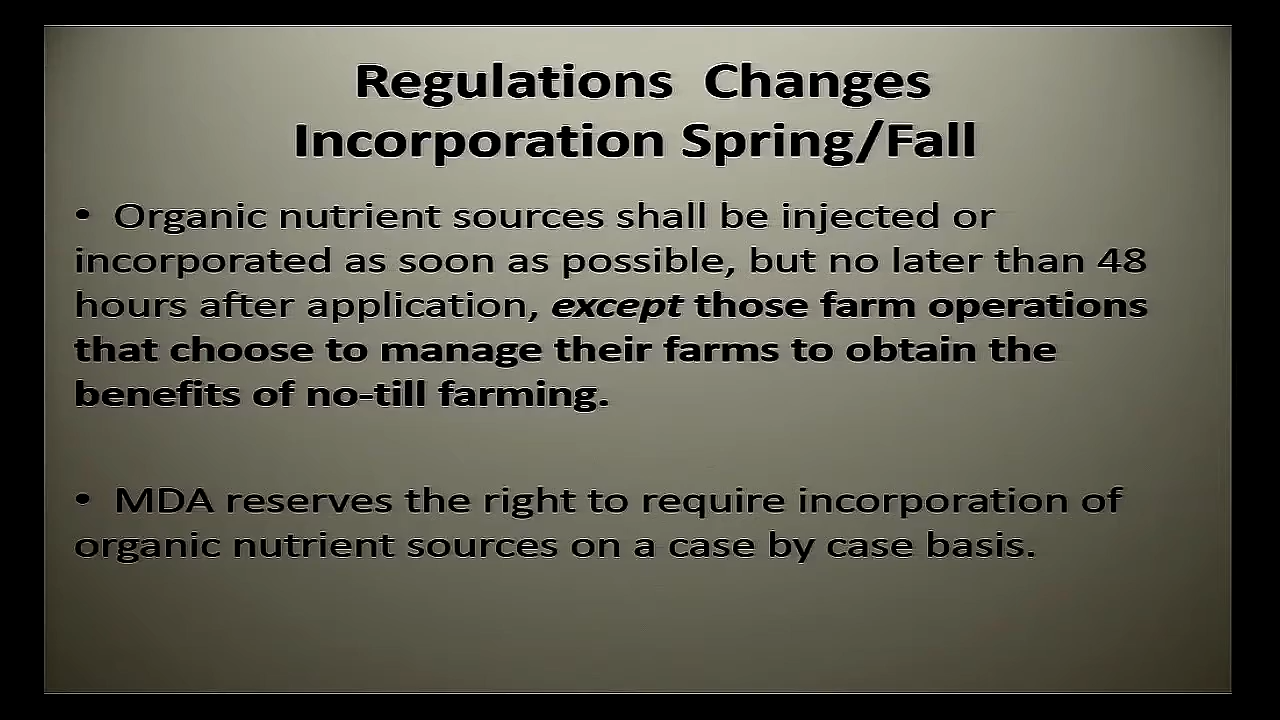 Regulations Changes
Incorporation Spring/Fall
• Organic nutrient sources shall be injected or
incorporated as soon as possible, but no later than 48
hours after application, except those farm operations
that choose to manage their farms to obtain the
benefits of no-till farming.
• MDA reserves the right to require incorporation of
organic nutrient sources on a case by case basis.